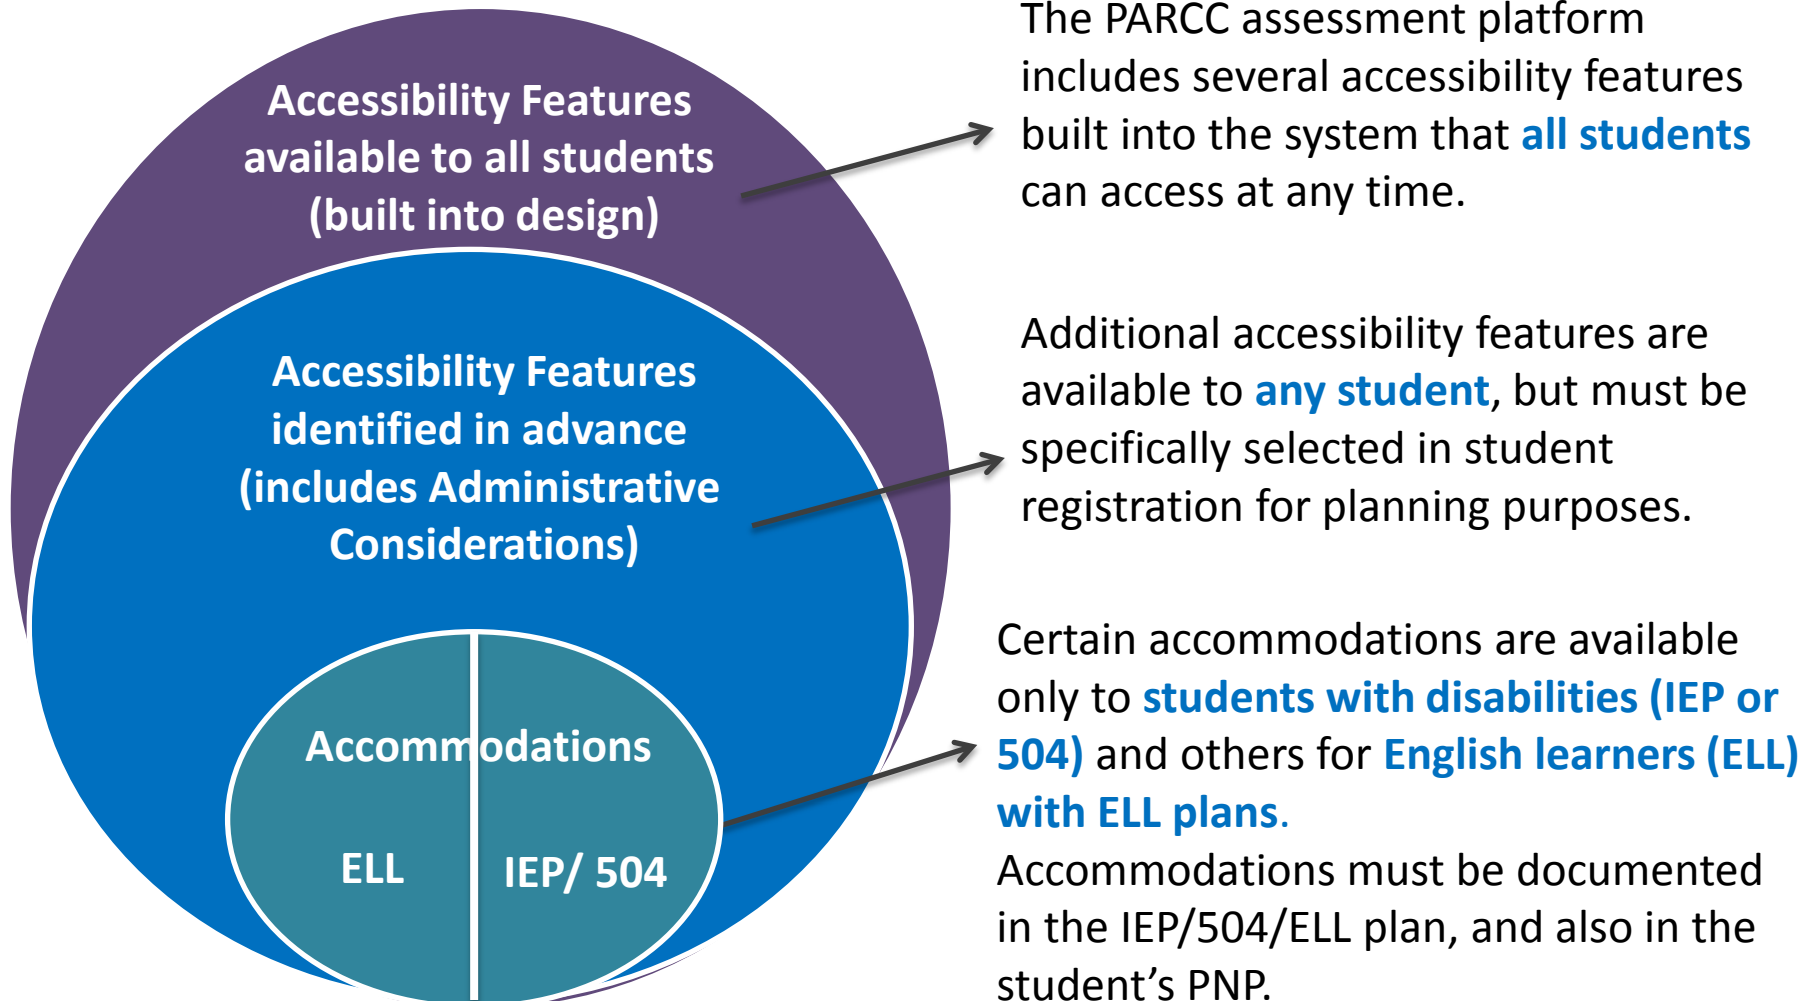 Accessibility Features
available to all students
(built into design)
The PARCC assessment platform
includes several accessibility features
built into the system that all students
can access at any time.
Accessibility Features
identified in advance
(includes Administrative
Considerations)
Additional accessibility features are
available to any student, but must be
specifically selected in student
registration for planning purposes.
Accommodations
ELL
IEP/ 504
Certain accommodations are available
only to students with disabilities (IEP or
504) and others for English learners (ELL)
with ELL plans.
Accommodations must be documented
in the IEP/504/ELL plan, and also in the
student’s PNP.